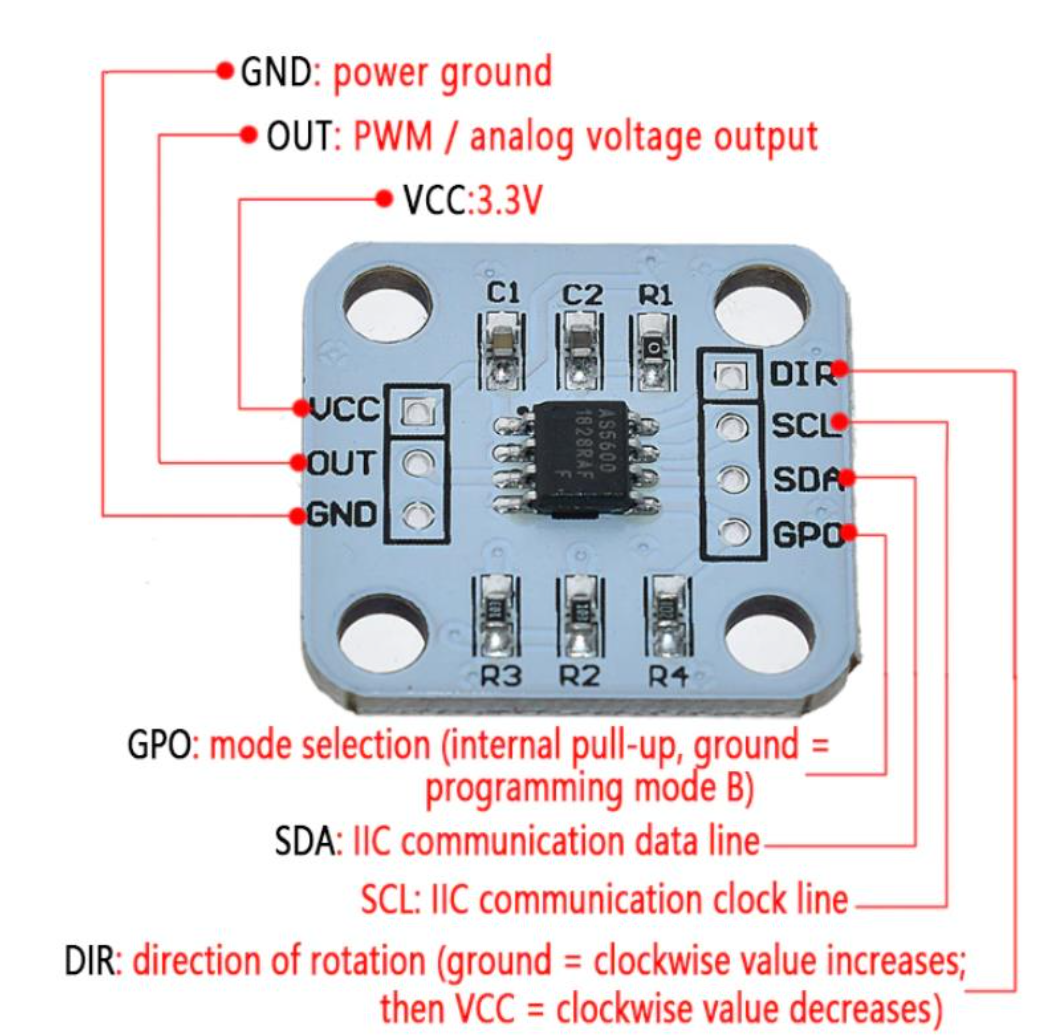 GND: power ground
OUT: PWM / analog voltage output
VCC:3.3V
C1 C2 R1
DIR
VCC
SCL
OUT
SDA
GND
GPO
AS5600
1828RAF
F
R3 R2 R4
GPO: mode selection (internal pull-up, ground =
programming mode B)
SDA: IIC communication data line
SCL: IIC communication clock line
DIR: direction of rotation (ground = clockwise value increases;
then VCC = clockwise value decreases)